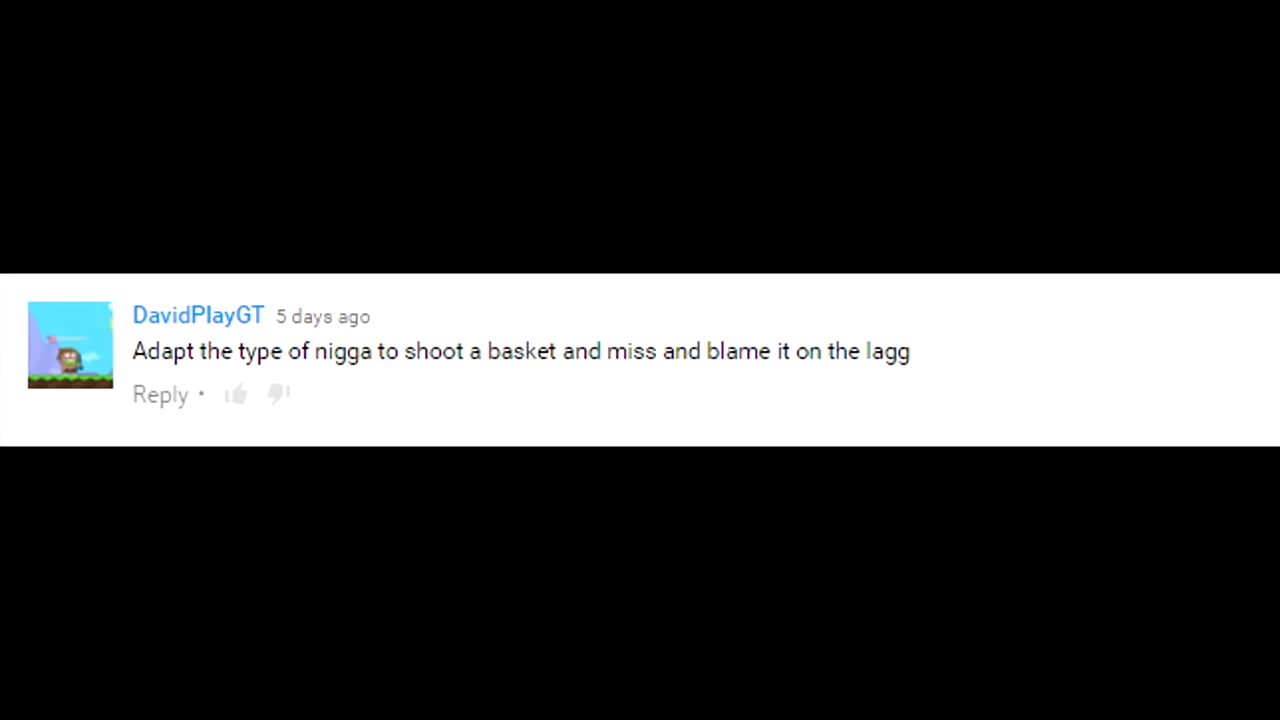 DavidPlayGT 5 days ago
Adapt the type of nigga to shoot a basket and miss and blame it on the lagg
Reply •